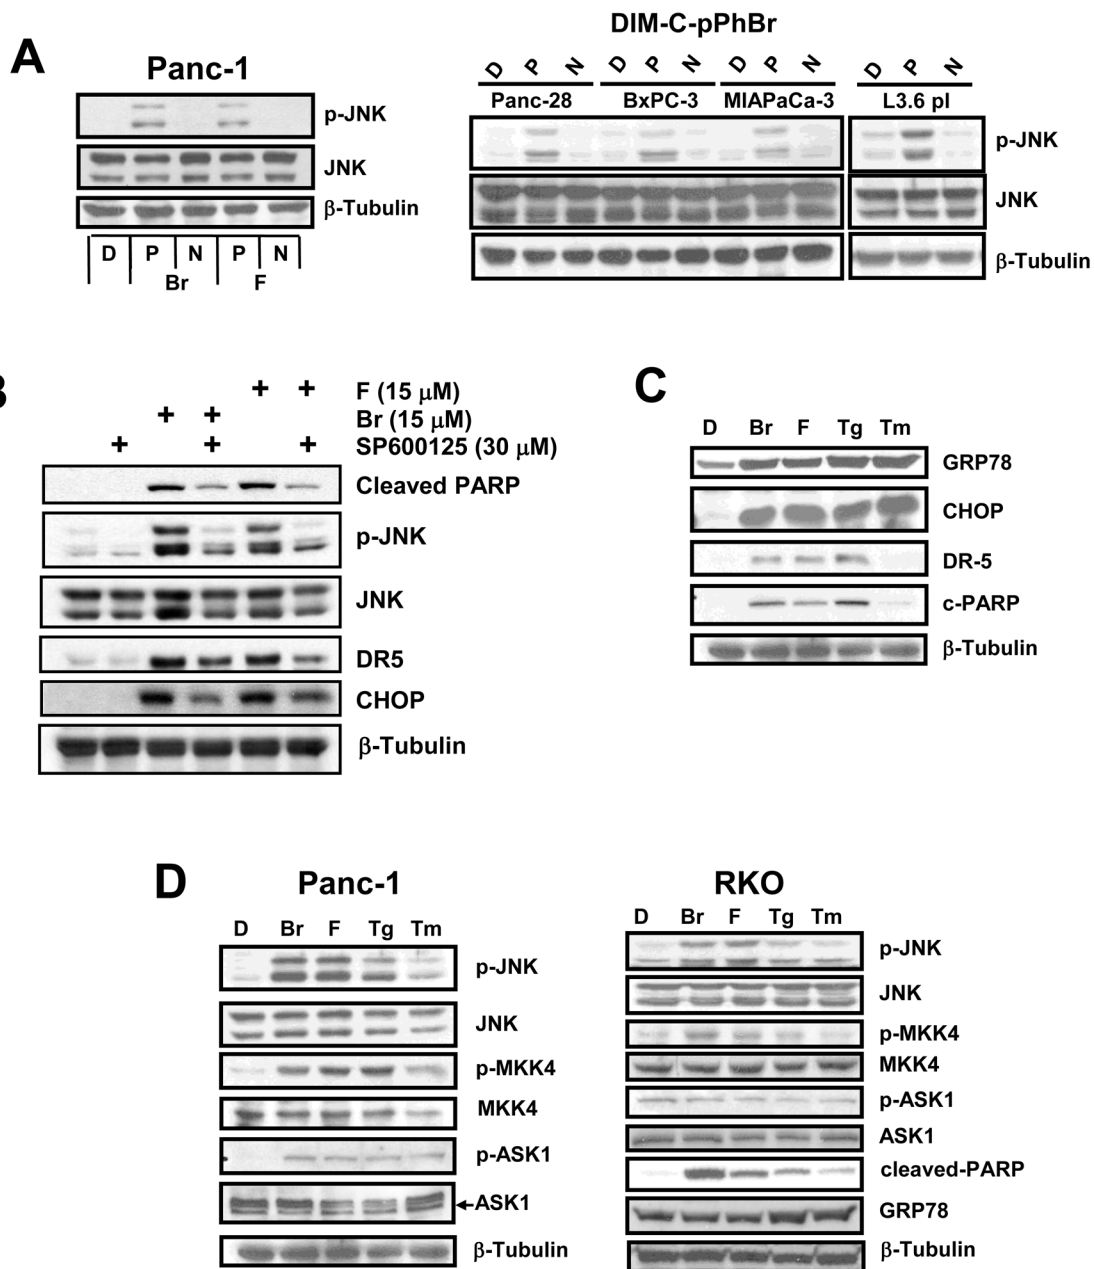 A
Panc-1
p-JNK
JNK
β-Tubulin
D P N P N
Br F
DIM-C-pPhBr
D P N D P N D P N D P N
Panc-28 BxPC-3 MIAPaCa-3 L3.6 pl
p-JNK
JNK
β-Tubulin
+ + F (15 μM)
+ + Br (15 μM)
+ + + SP600125 (30 μM)
Cleaved PARP
p-JNK
JNK
DR5
CHOP
β-Tubulin
C
D Br F Tg Tm
GRP78
CHOP
DR-5
c-PARP
β-Tubulin
D
Panc-1
D Br F Tg Tm
p-JNK
JNK
p-MKK4
MKK4
p-ASK1
ASK1
β-Tubulin
RKO
D Br F Tg Tm
p-JNK
JNK
p-MKK4
MKK4
p-ASK1
ASK1
cleaved-PARP
GRP78
β-Tubulin